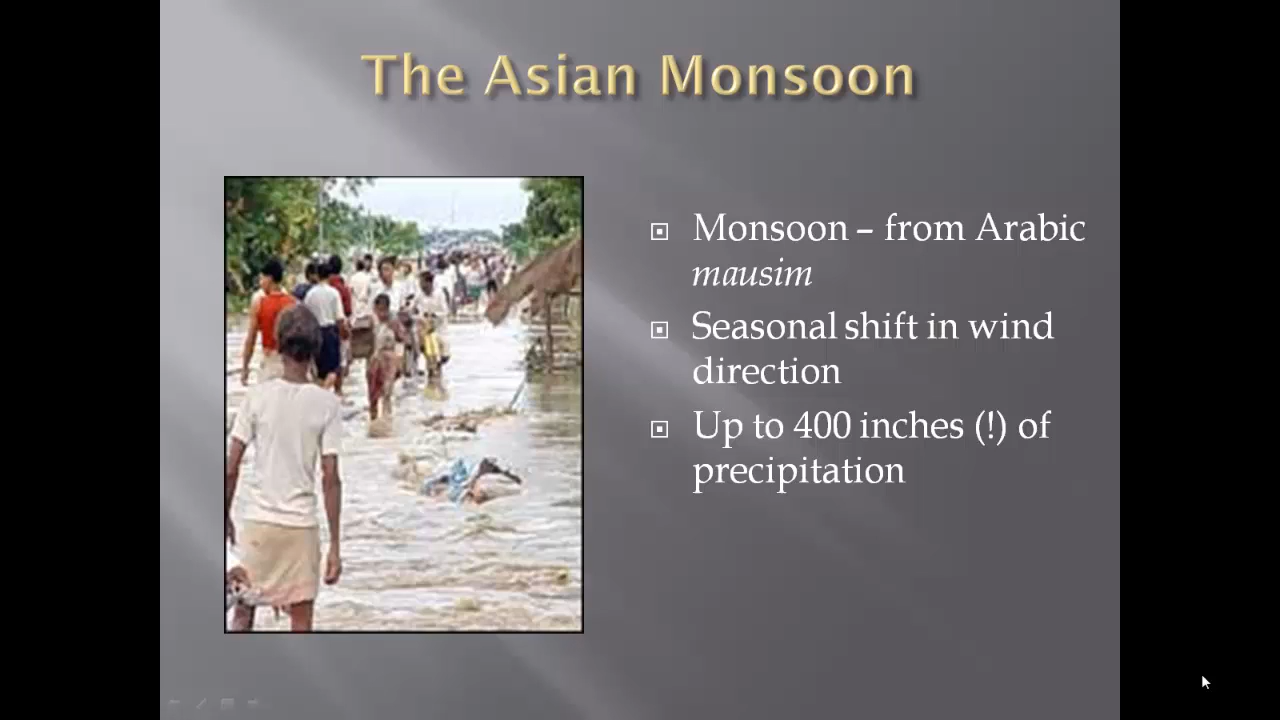 The Asian Monsoon
Monsoon – from Arabic
mausim
Seasonal shift in wind
direction
Up to 400 inches (!) of
precipitation